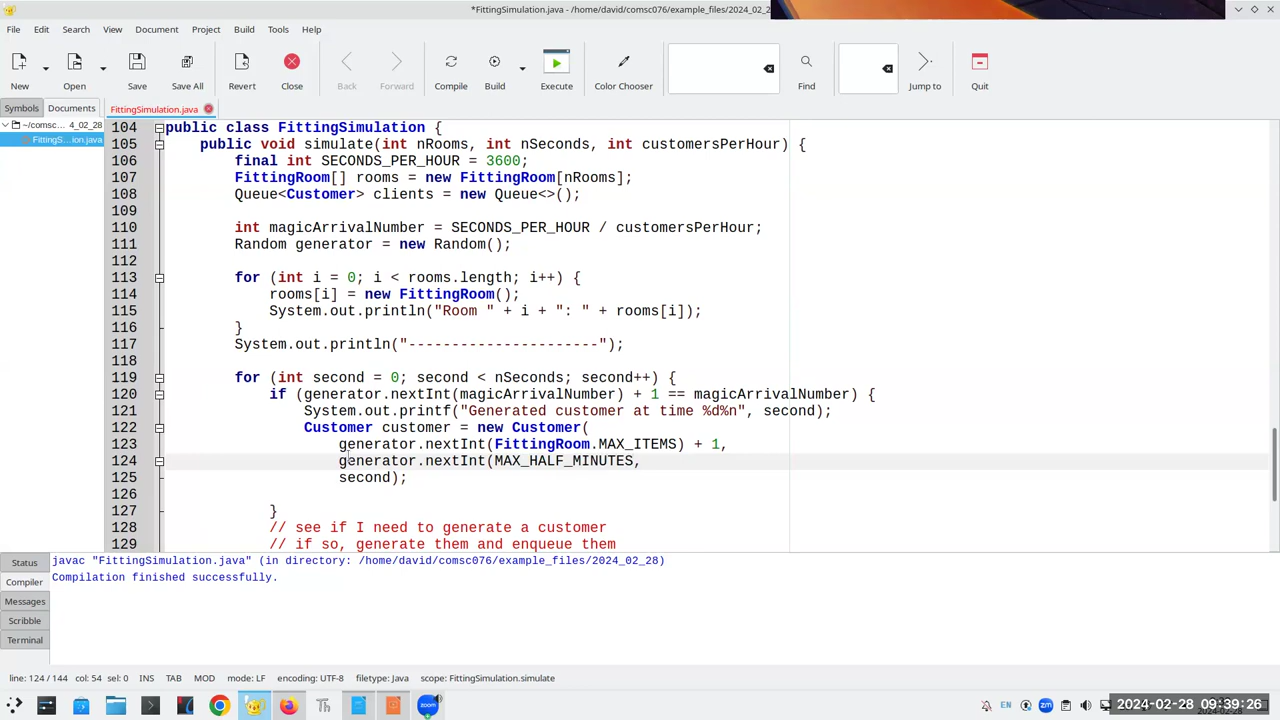 *FittingSimulation.java - /home/david/comsc076/example_files/2024_02_2
File Edit Search View Document Project Build Tools Help
New Open Save Save All Revert Close Back Forward Compile Build Execute Color Chooser Find Jump to Quit
Symbols Documents FittingSimulation.java
~/comsc... 4_02_28
FittingS...ion.java
104 public class FittingSimulation {
105 public void simulate(int nRooms, int nSeconds, int customersPerHour) {
106 final int SECONDS_PER_HOUR = 3600;
107 FittingRoom[] rooms = new FittingRoom[nRooms];
108 Queue<Customer> clients = new Queue<>();
109
110 int magicArrivalNumber = SECONDS_PER_HOUR / customersPerHour;
111 Random generator = new Random();
112
113 for (int i = 0; i < rooms.length; i++) {
114 rooms[i] = new FittingRoom();
115 System.out.println("Room " + i + ": " + rooms[i]);
116 }
117 System.out.println("----------------------");
118
119 for (int second = 0; second < nSeconds; second++) {
120 if (generator.nextInt(magicArrivalNumber) + 1 == magicArrivalNumber) {
121 System.out.printf("Generated customer at time %d%n", second);
122 Customer customer = new Customer(
123 generator.nextInt(FittingRoom.MAX_ITEMS) + 1,
124 generator.nextInt(MAX_HALF_MINUTES,
125 second);
126
127 }
128 // see if I need to generate a customer
129 // if so, generate them and enqueue them
Status
Compiler
Messages
Scribble
Terminal
javac "FittingSimulation.java" (in directory: /home/david/comsc076/example_files/2024_02_28)
Compilation finished successfully.
line: 124 / 144 col: 54 sel: 0 INS TAB MOD mode: LF encoding: UTF-8 filetype: Java scope: FittingSimulation.simulate
Th zoom EN zm 2024-02-28 09:39:26